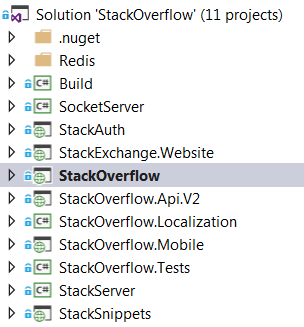 Solution 'StackOverflow' (11 projects)
.nuget
Redis
C# Build
C# SocketServer
StackAuth
StackExchange.Website
StackOverflow
StackOverflow.Api.V2
C# StackOverflow.Localization
StackOverflow.Mobile
C# StackOverflow.Tests
C# StackServer
StackSnippets